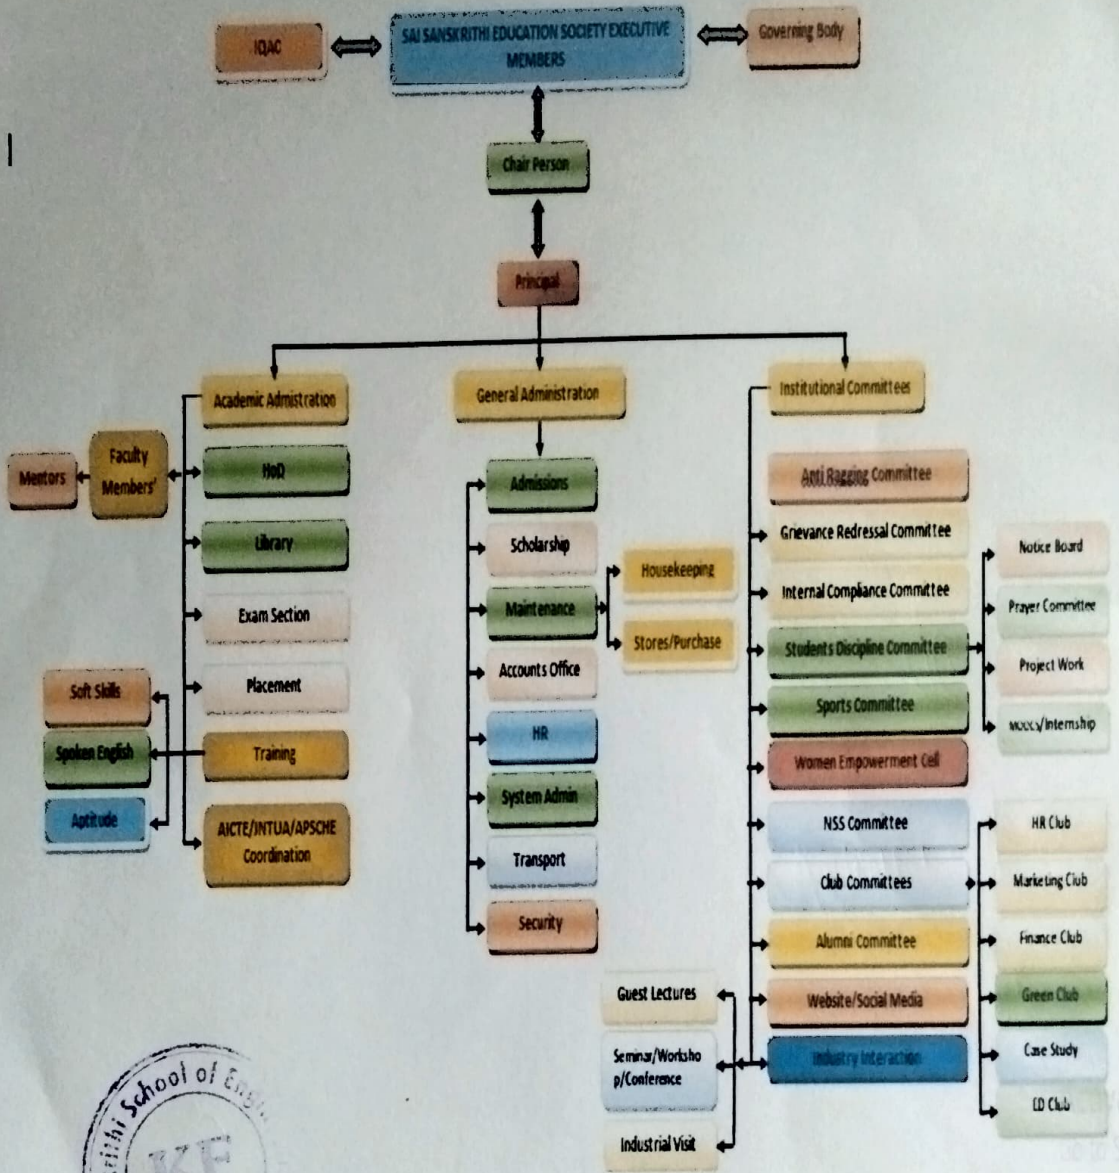 IQAC
SAI SANSKRITHI EDUCATION SOCIETY EXECUTIVE
MEMBERS
Governing Body
Chair Person
Principal
Academic Admistration
General Administration
Institutional Committees
Mentors
Faculty
Members'
HoD
Library
Exam Section
Placement
Training
Soft Skills
Spoken English
Aptitude
AICTE/JNTUA/APSCHE
Coordination
Admissions
Scholarship
Maintenance
Housekeeping
Stores/Purchase
Accounts Office
HR
System Admin
Transport
Security
Anti Ragging Committee
Grievance Redressal Committee
Internal Compliance Committee
Students Discipline Committee
Notice Board
Prayer Committee
Project Work
MOOCs/Internship
Sports Committee
Women Empowerment Cell
NSS Committee
Club Committees
HR Club
Marketing Club
Finance Club
Green Club
Case Study
ED Club
Alumni Committee
Website/Social Media
Industry Interaction
Guest Lectures
Seminar/Worksho
p/Conference
Industrial Visit
School of